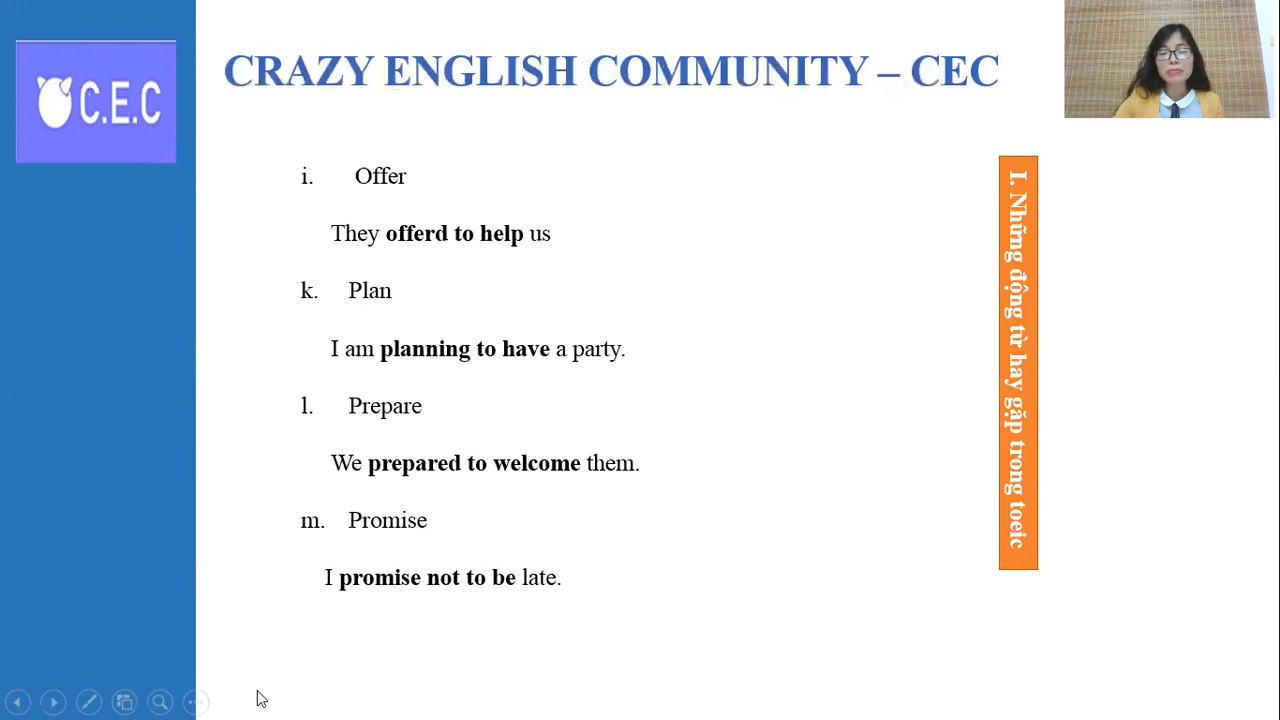 C.E.C
CRAZY ENGLISH COMMUNITY – CEC
i. Offer
They offerd to help us
k. Plan
I am planning to have a party.
l. Prepare
We prepared to welcome them.
m. Promise
I promise not to be late.
I. Những động từ hay gặp trong toeic